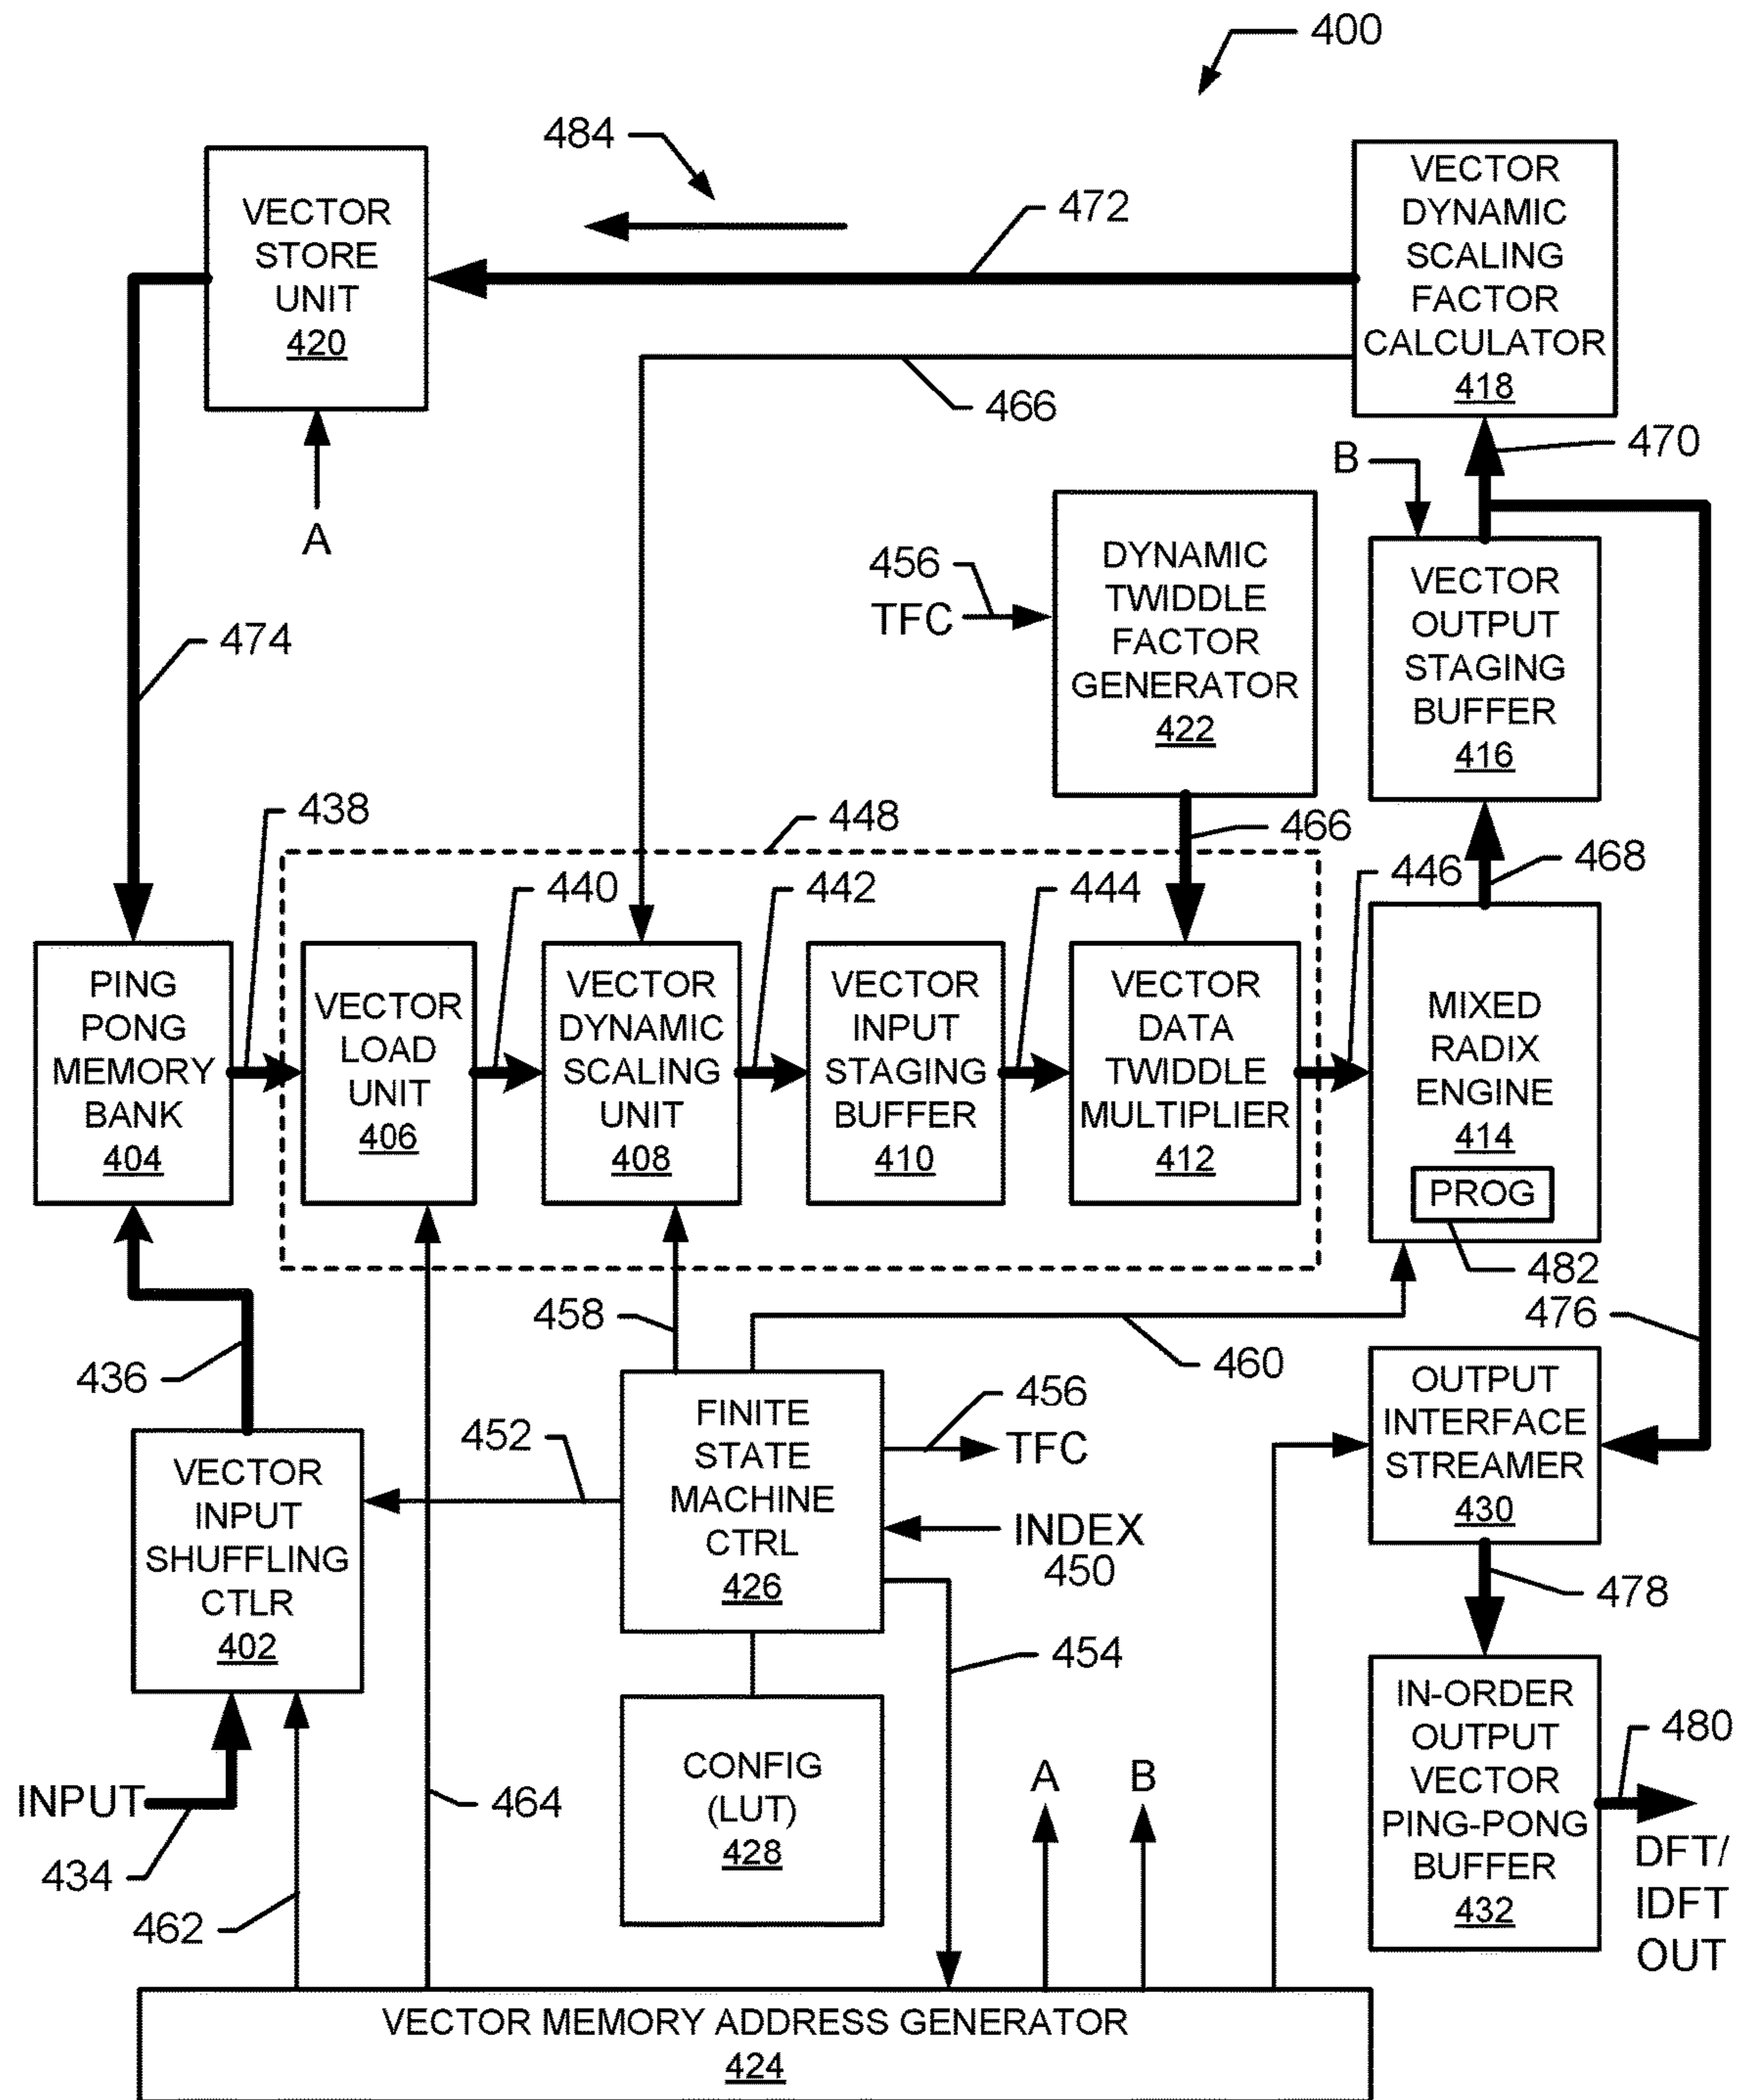 400
484
VECTOR
STORE
UNIT
420
472
VECTOR
DYNAMIC
SCALING
FACTOR
CALCULATOR
418
466
A
B
470
456
TFC
DYNAMIC
TWIDDLE
FACTOR
GENERATOR
422
VECTOR
OUTPUT
STAGING
BUFFER
416
474
438
448
466
468
440
442
444
446
PING
PONG
MEMORY
BANK
404
VECTOR
LOAD
UNIT
406
VECTOR
DYNAMIC
SCALING
UNIT
408
VECTOR
INPUT
STAGING
BUFFER
410
VECTOR
DATA
TWIDDLE
MULTIPLIER
412
MIXED
RADIX
ENGINE
414
PROG
482
436
458
460
476
452
FINITE
STATE
MACHINE
CTRL
426
456
TFC
INDEX
450
OUTPUT
INTERFACE
STREAMER
430
VECTOR
INPUT
SHUFFLING
CTLR
402
478
454
INPUT
434
462
464
CONFIG
(LUT)
428
A
B
IN-ORDER
OUTPUT
VECTOR
PING-PONG
BUFFER
432
480
DFT/
IDFT
OUT
VECTOR MEMORY ADDRESS GENERATOR
424